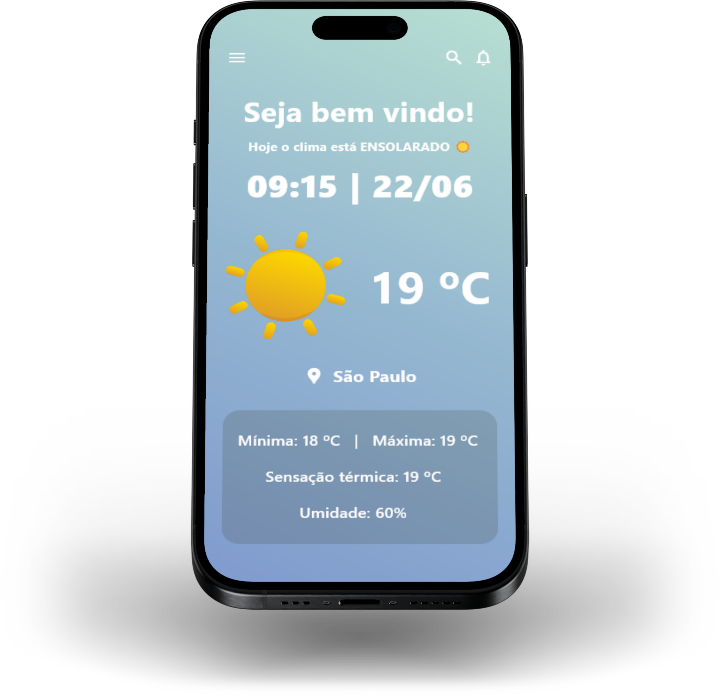 Seja bem vindo!
Hoje o clima está ENSOLARADO
09:15 | 22/06
19 ºC
São Paulo
Mínima: 18 ºC | Máxima: 19 ºC
Sensação térmica: 19 ºC
Umidade: 60%